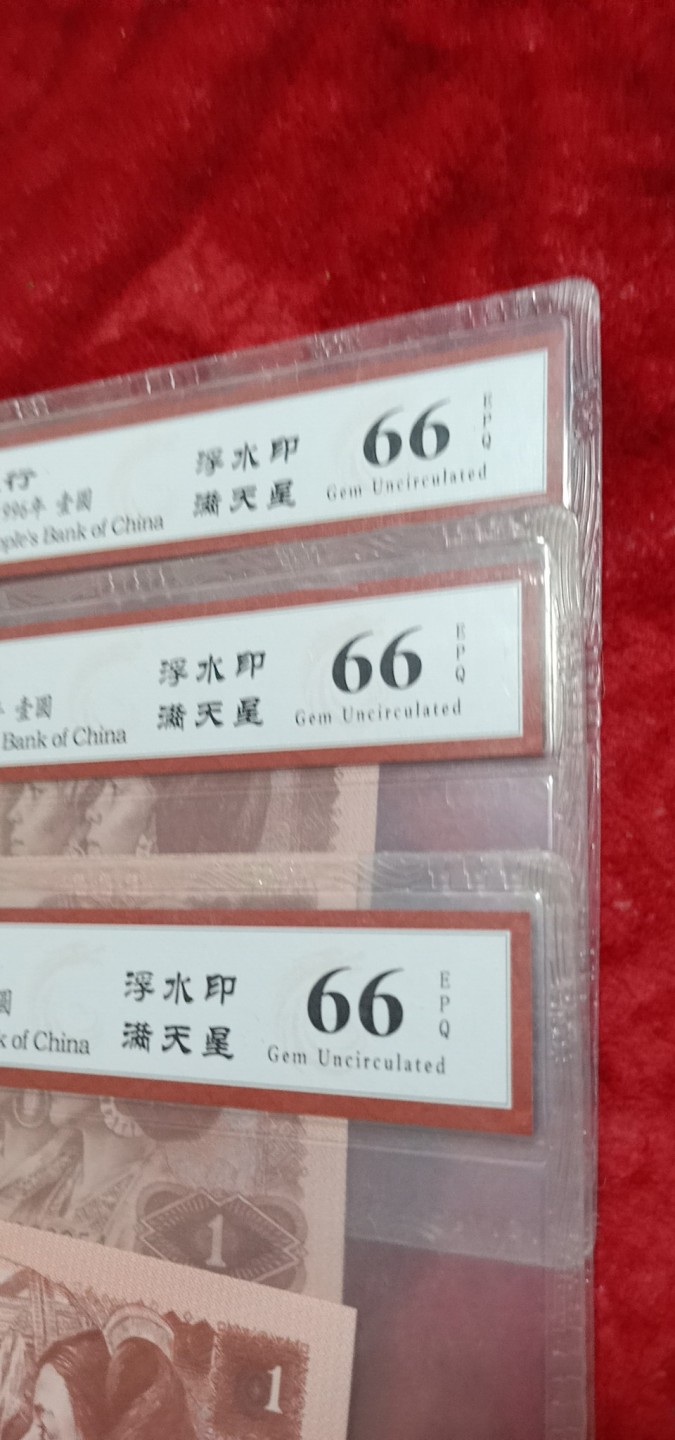 行
浮水印
66
EPQ
996年 壹圆
满天星
Gem Uncirculated
ople's Bank of China
浮水印
66
EPQ
壹圆
满天星
Gem Uncirculated
Bank of China
浮水印
66
EPQ
圆
满天星
Gem Uncirculated
of China
1
1